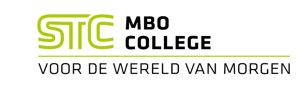 STC MBO
COLLEGE
VOOR DE WERELD VAN MORGEN